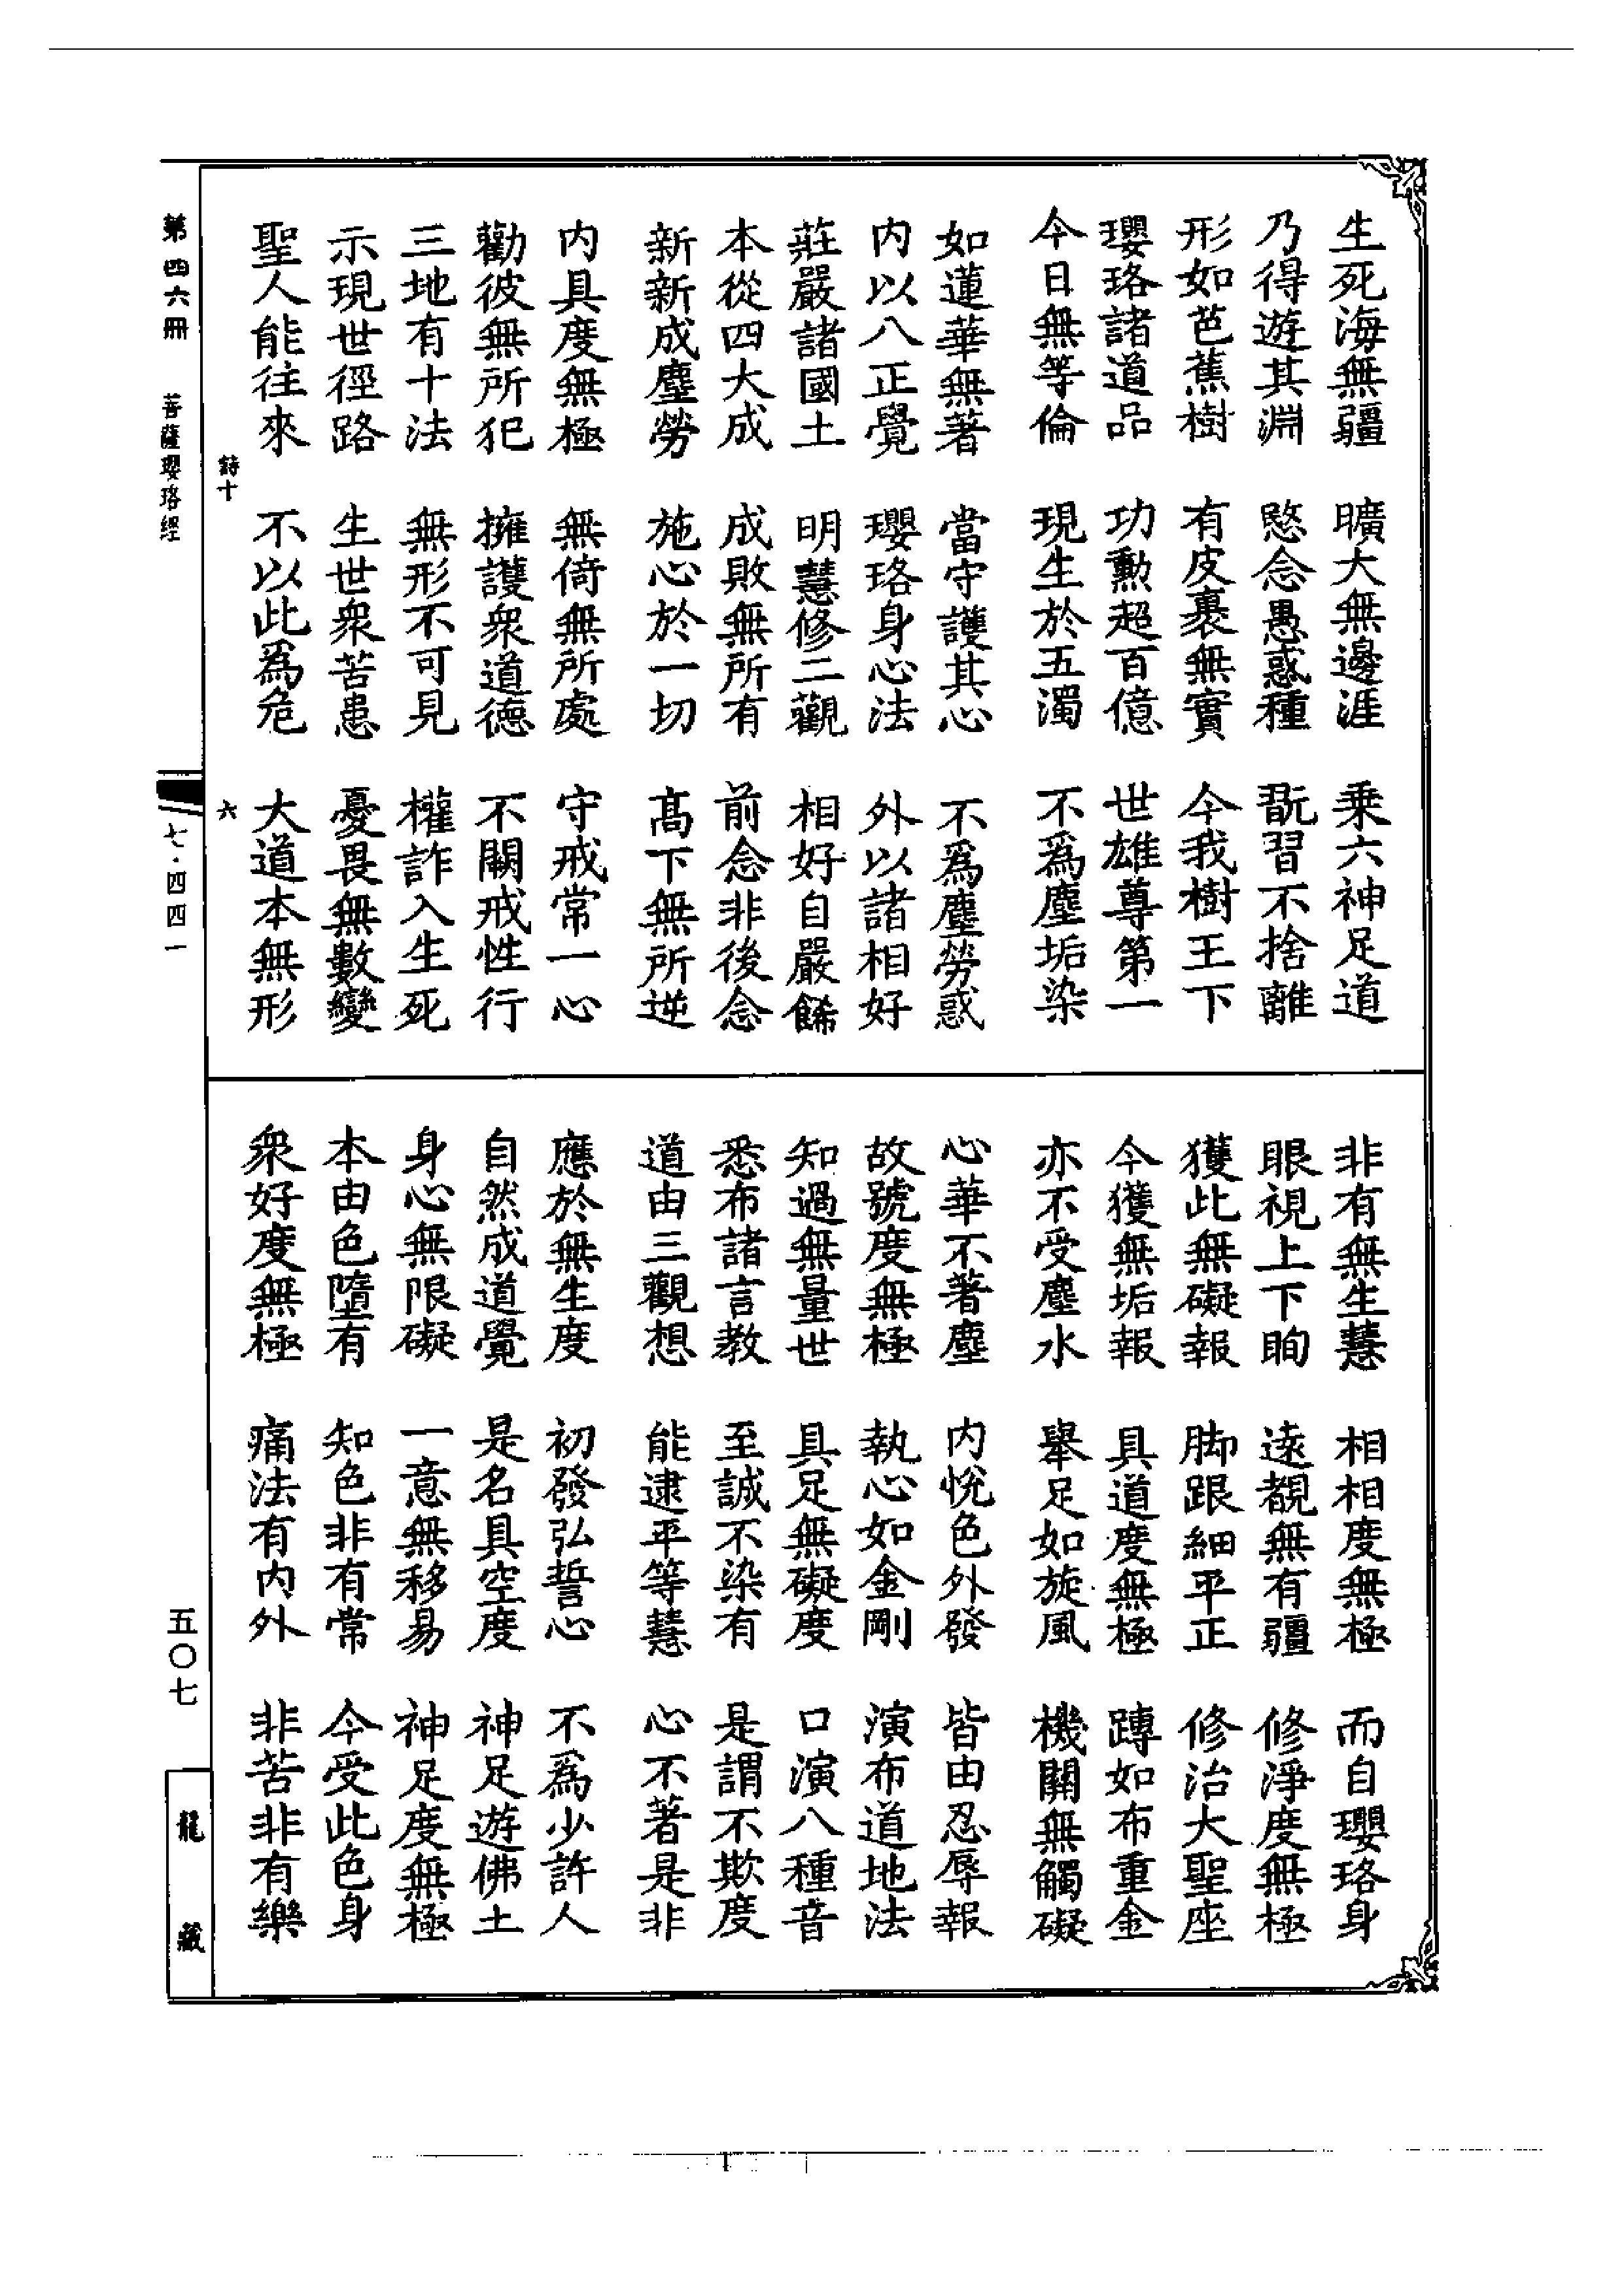 生死海無疆　曠大無邊涯　乘六神足道
乃得遊其淵　愍念愚惑種　翫習不捨離
形如芭蕉樹　有皮裹無實　今我樹王下
瓔珞諸道品　功勳超百億　世雄尊第一
今日無等倫　現生於五濁　不為塵垢染
如蓮華無著　當守護其心　不為塵勞惑
内以八正覺　瓔珞身心法　外以諸相好
莊嚴諸國土　明慧修二觀　相好自嚴餙
本從四大成　成敗無所有　前念非後念
新新成塵勞　施心於一切　髙下無所逆
内具度無極　無倚無所處　守戒常一心
勸彼無所犯　擁護衆道德　不闕戒性行
三地有十法　無形不可見　權詐入生死
示現世徑路　生世衆苦患　憂畏無數變
聖人能往來　不以此為危　大道本無形
非有無生慧　相相度無極　而自瓔珞身
眼視上下眴　遠覩無有疆　修淨度無極
獲此無礙報　脚跟細平正　修治大聖座
今獲無垢報　具道度無極　蹲如布重金
亦不受塵水　舉足如旋風　機關無觸礙
心華不著塵　内悅色外發　皆由忍辱報
故號度無極　執心如金剛　演布道地法
知過無量世　具足無礙度　口演八種音
悉布諸言教　至誠不染有　是謂不欺度
道由三觀想　能逮平等慧　心不著是非
應於無生度　初發弘誓心　不為少許人
自然成道覺　是名具空度　神足遊佛土
身心無限礙　一意無移易　神足度無極
本由色墮有　知色非有常　今受此色身
衆好度無極　痛法有内外　非苦非有樂
詩十　六
第四六冊　菩薩瓔珞經　七·四四一　五〇七　龍藏